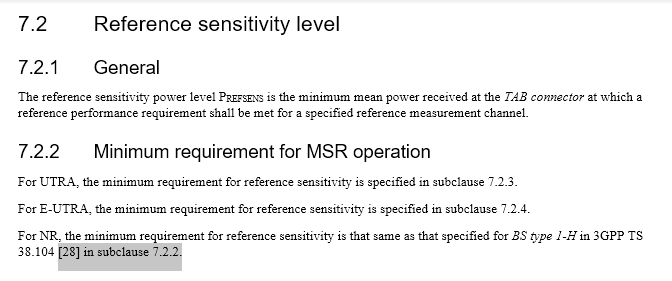 7.2 Reference sensitivity level
7.2.1 General
The reference sensitivity power level PREFSENS is the minimum mean power received at the TAB connector at which a
reference performance requirement shall be met for a specified reference measurement channel.
7.2.2 Minimum requirement for MSR operation
For UTRA, the minimum requirement for reference sensitivity is specified in subclause 7.2.3.
For E-UTRA, the minimum requirement for reference sensitivity is specified in subclause 7.2.4.
For NR, the minimum requirement for reference sensitivity is that same as that specified for BS type 1-H in 3GPP TS
38.104 [28] in subclause 7.2.2.